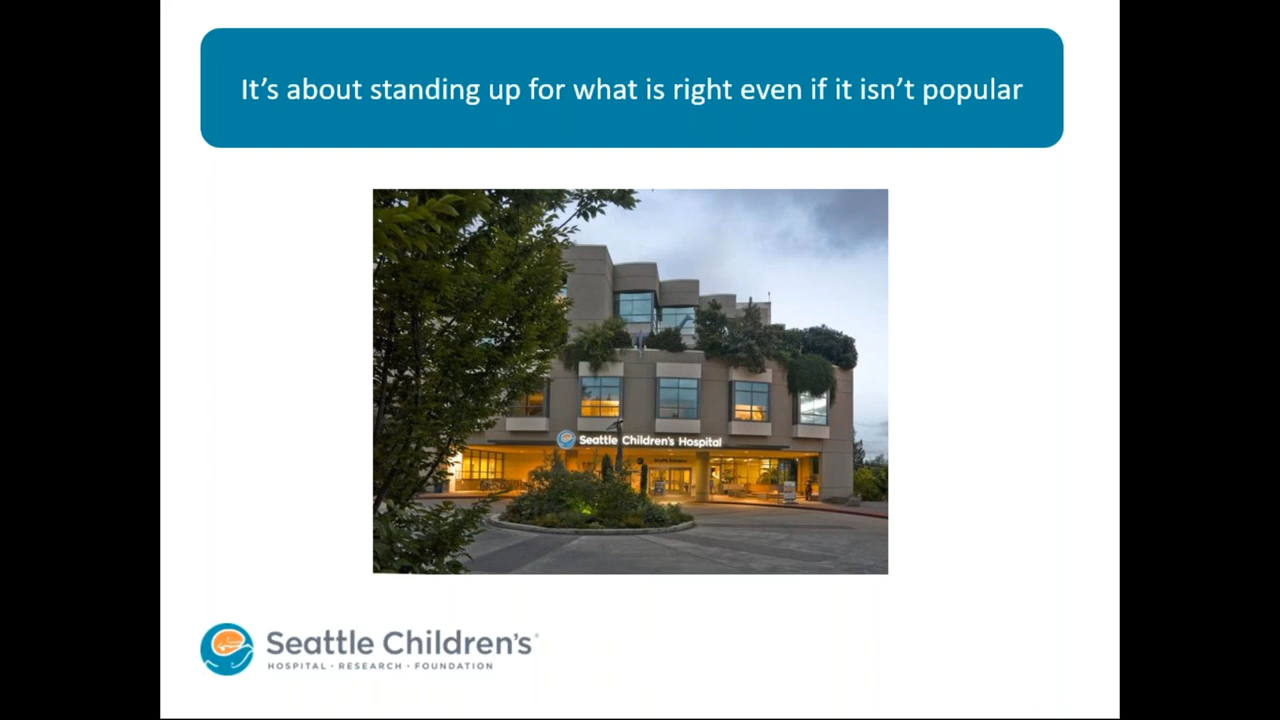 It's about standing up for what is right even if it isn't popular
Seattle Children's Hospital
Seattle Children's®
HOSPITAL · RESEARCH · FOUNDATION